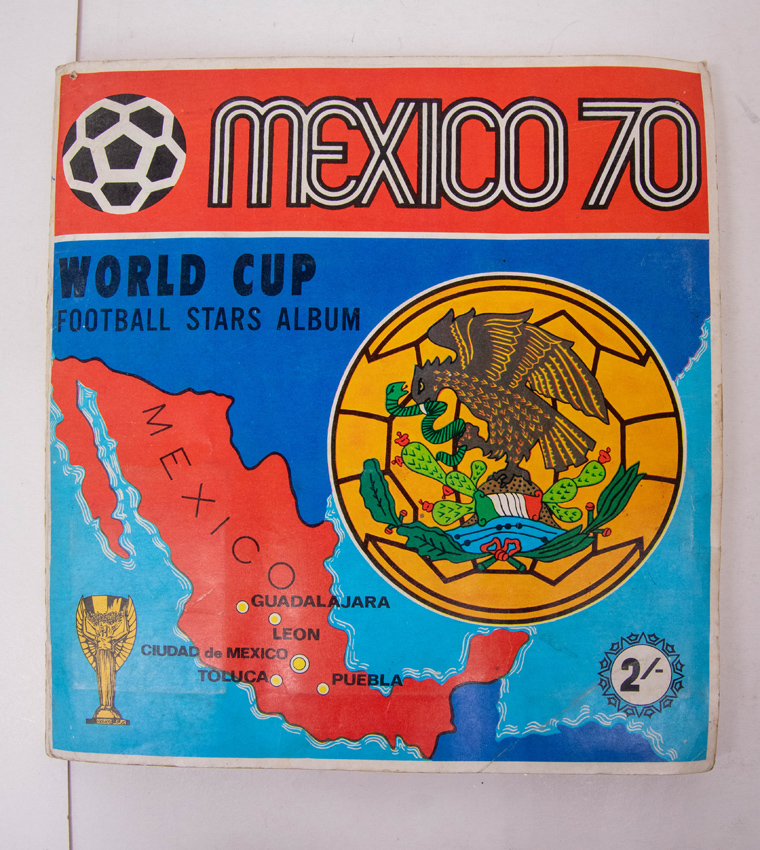 MEXICO 70
WORLD CUP
FOOTBALL STARS ALBUM
MEXICO
GUADALAJARA
LEON
CIUDAD de MEXICO
TOLUCA
PUEBLA
2/-